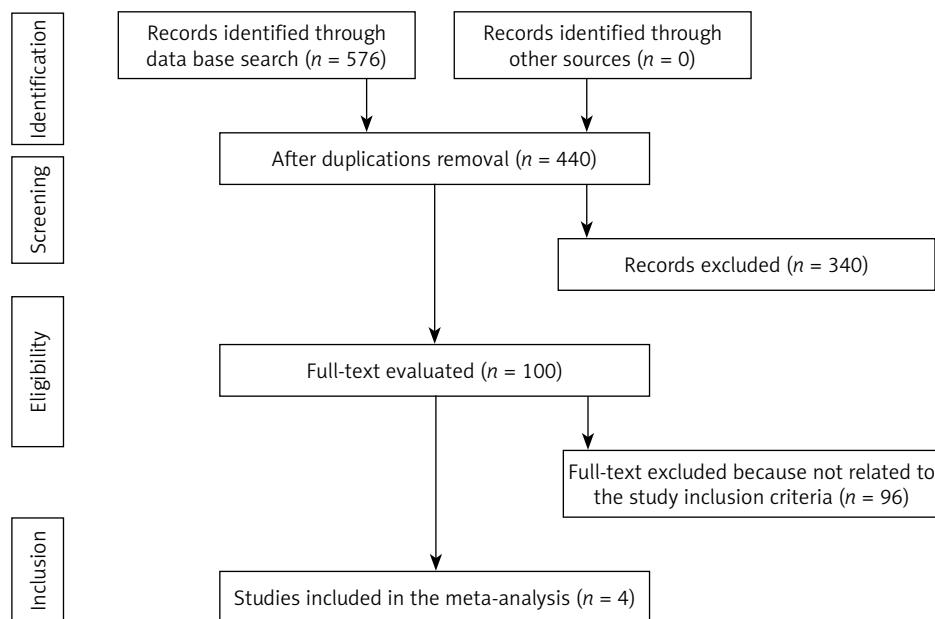 Identification
Records identified through
data base search (n = 576)
Records identified through
other sources (n = 0)
After duplications removal (n = 440)
Screening
Records excluded (n = 340)
Eligibility
Full-text evaluated (n = 100)
Full-text excluded because not related to
the study inclusion criteria (n = 96)
Inclusion
Studies included in the meta-analysis (n = 4)